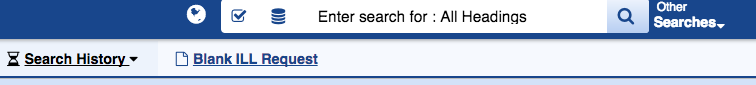 Enter search for : All Headings
Other
Searches
Search History
Blank ILL Request